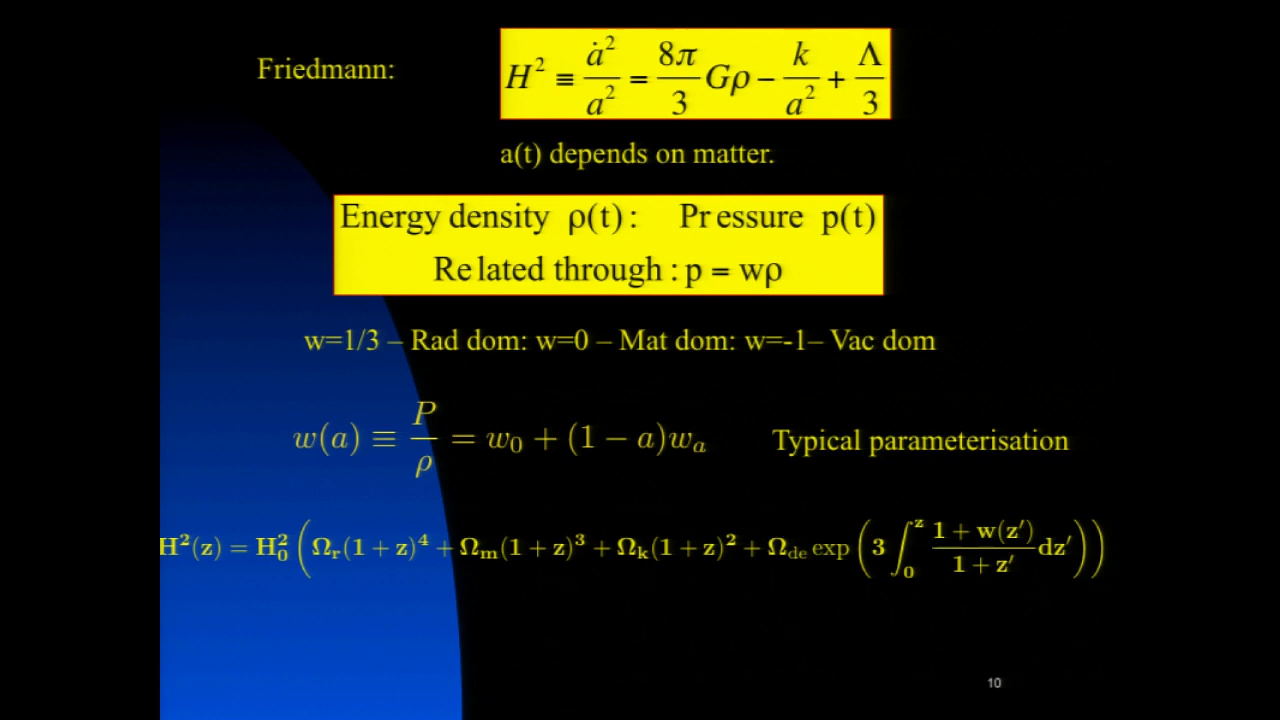 Friedmann:
H² ≡ ȧ²/a² = 8π/3 Gρ − k/a² + Λ/3
a(t) depends on matter.
Energy density ρ(t): Pressure p(t)
Related through : p = wρ
w=1/3 – Rad dom: w=0 – Mat dom: w=-1– Vac dom
w(a) ≡ P/ρ = w₀ + (1 − a)wₐ Typical parameterisation
H²(z) = H₀² (Ωᵣ(1 + z)⁴ + Ωₘ(1 + z)³ + Ωₖ(1 + z)² + Ω_de exp (3 ∫₀ᶻ (1 + w(z′))/(1 + z′) dz′))
10